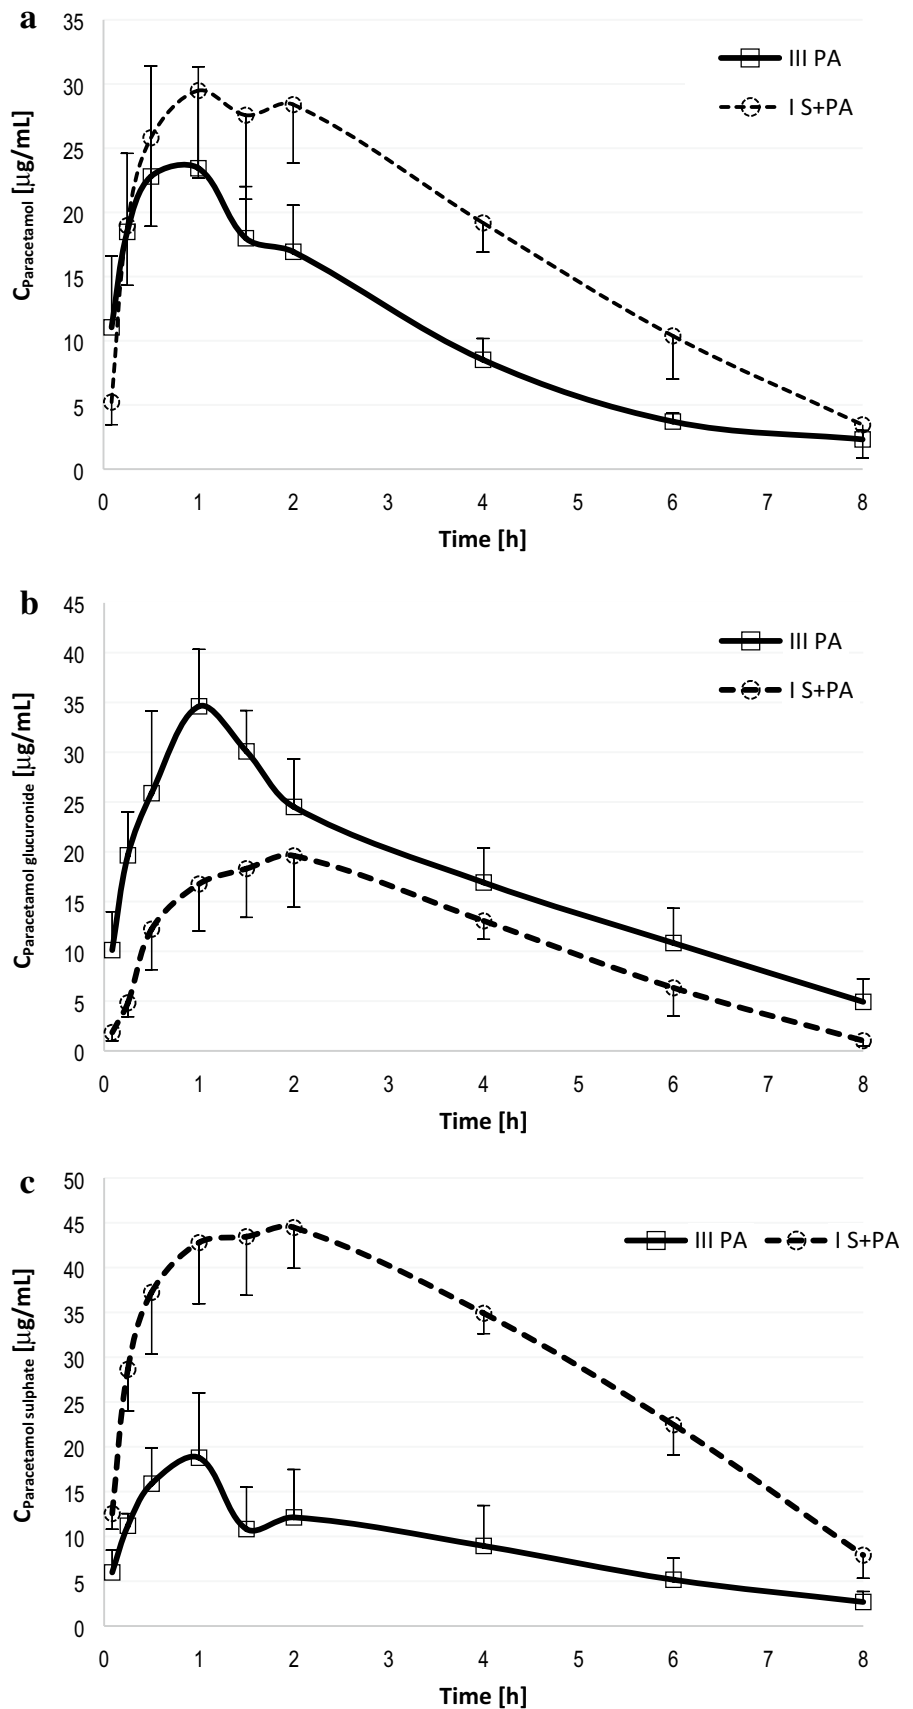 a
35
30
25
20
15
10
5
0
C Paracetamol [µg/mL]
III PA
I S+PA
0 1 2 3 4 5 6 7 8
Time [h]
b
45
40
35
30
25
20
15
10
5
0
C Paracetamol glucuronide [µg/mL]
III PA
I S+PA
0 1 2 3 4 5 6 7 8
Time [h]
c
50
45
40
35
30
25
20
15
10
5
0
C Paracetamol sulphate [µg/mL]
III PA I S+PA
0 1 2 3 4 5 6 7 8
Time [h]